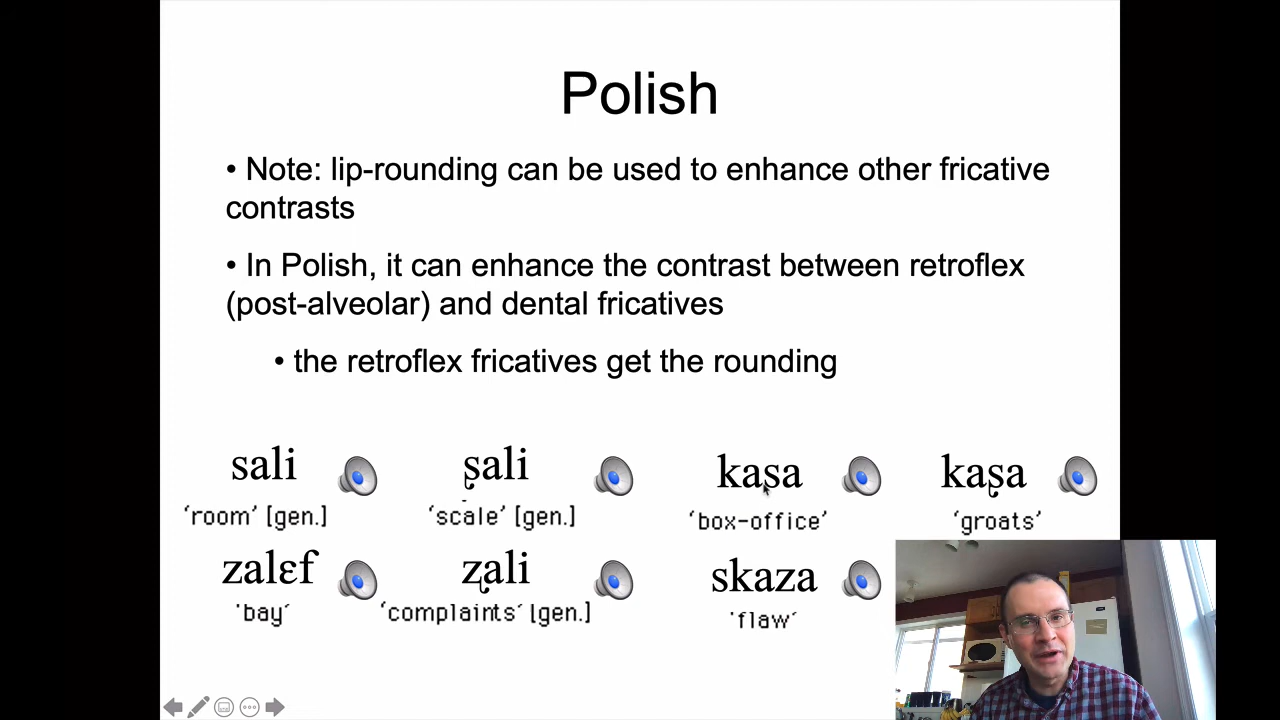 Polish
• Note: lip-rounding can be used to enhance other fricative
contrasts
• In Polish, it can enhance the contrast between retroflex
(post-alveolar) and dental fricatives
• the retroflex fricatives get the rounding
sali ʂali kasa kaʂa
‘room’ [gen.] ‘scale’ [gen.] ‘box-office’ ‘groats’
zalɛf ʐali skaza
‘bay’ ‘complaints’ [gen.] ‘flaw’